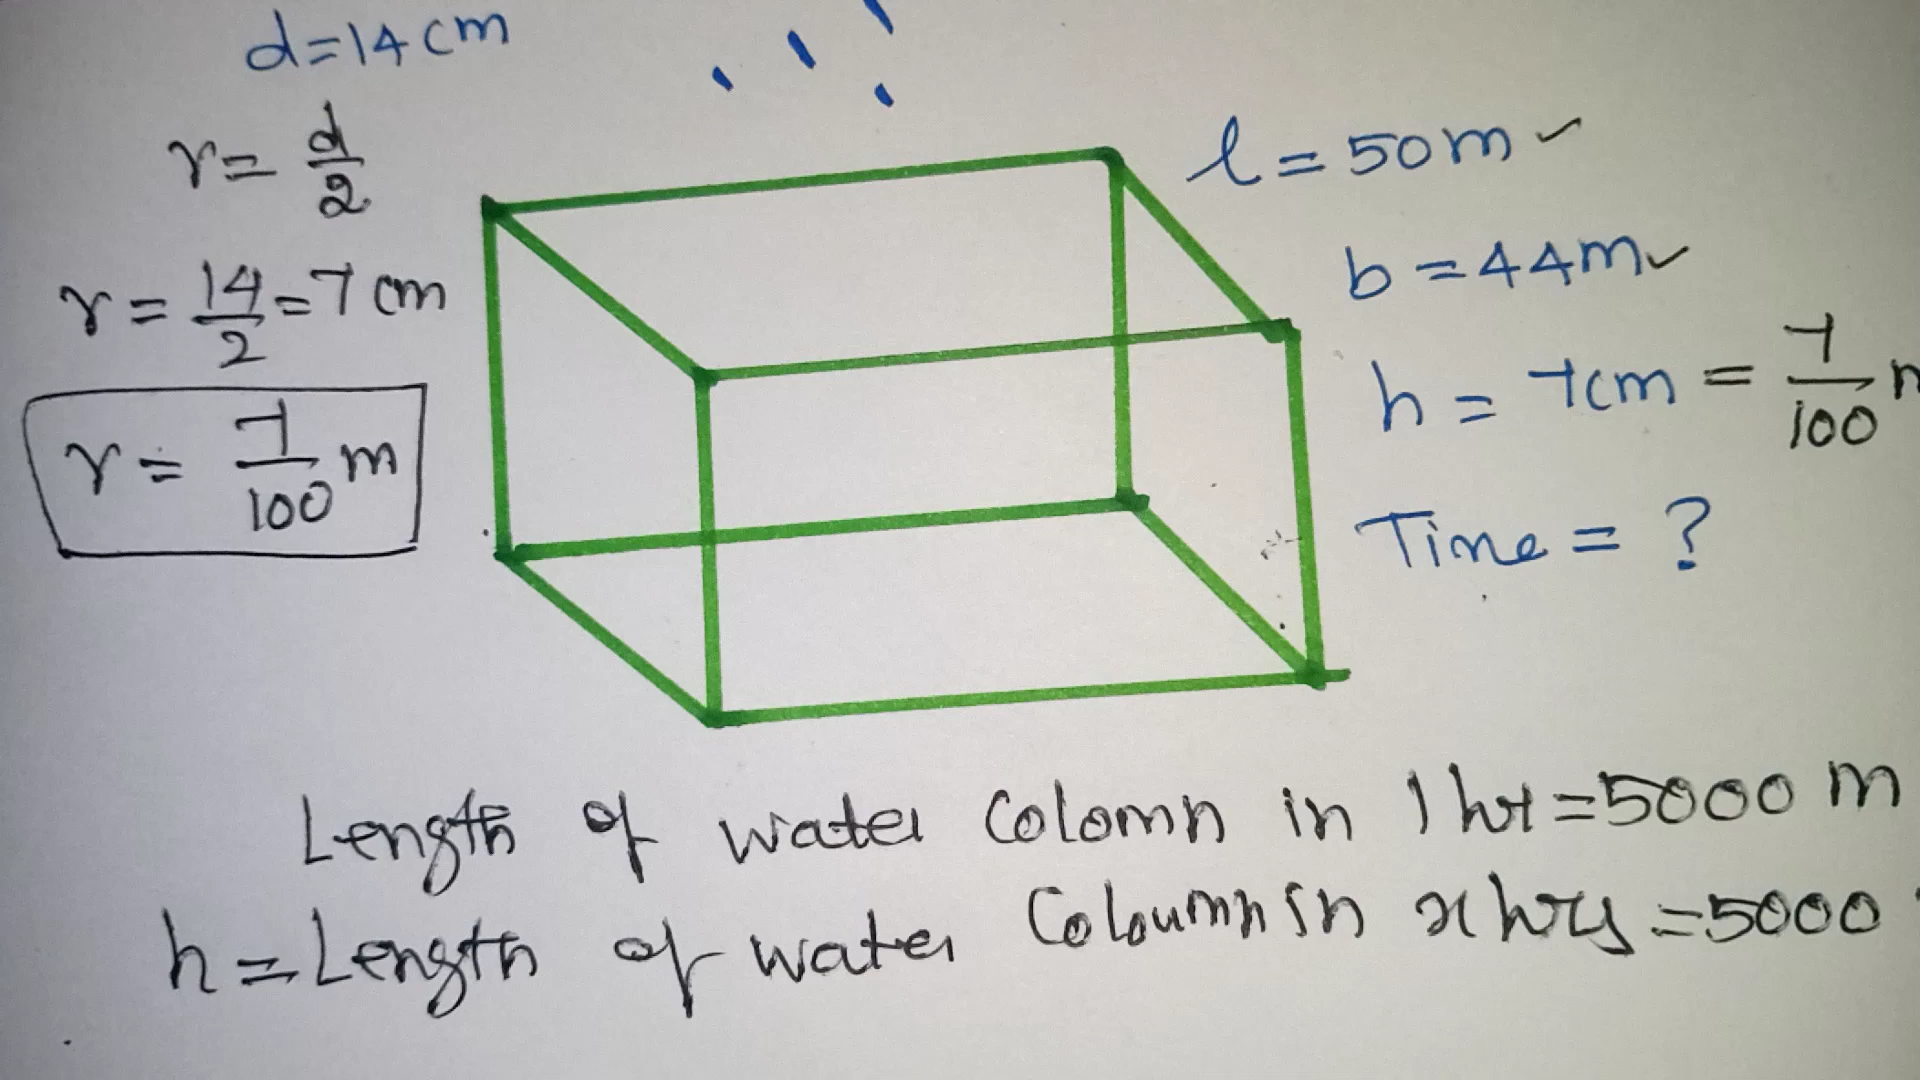 d=14cm
r= d/2
r= 14/2=7 cm
r= 7/100 m
l=50m
b=44m
h=7cm = 7/100
Time = ?
Length of water Colomn in 1 hr=5000 m
h=Length of water Coloumn in x hrs=5000